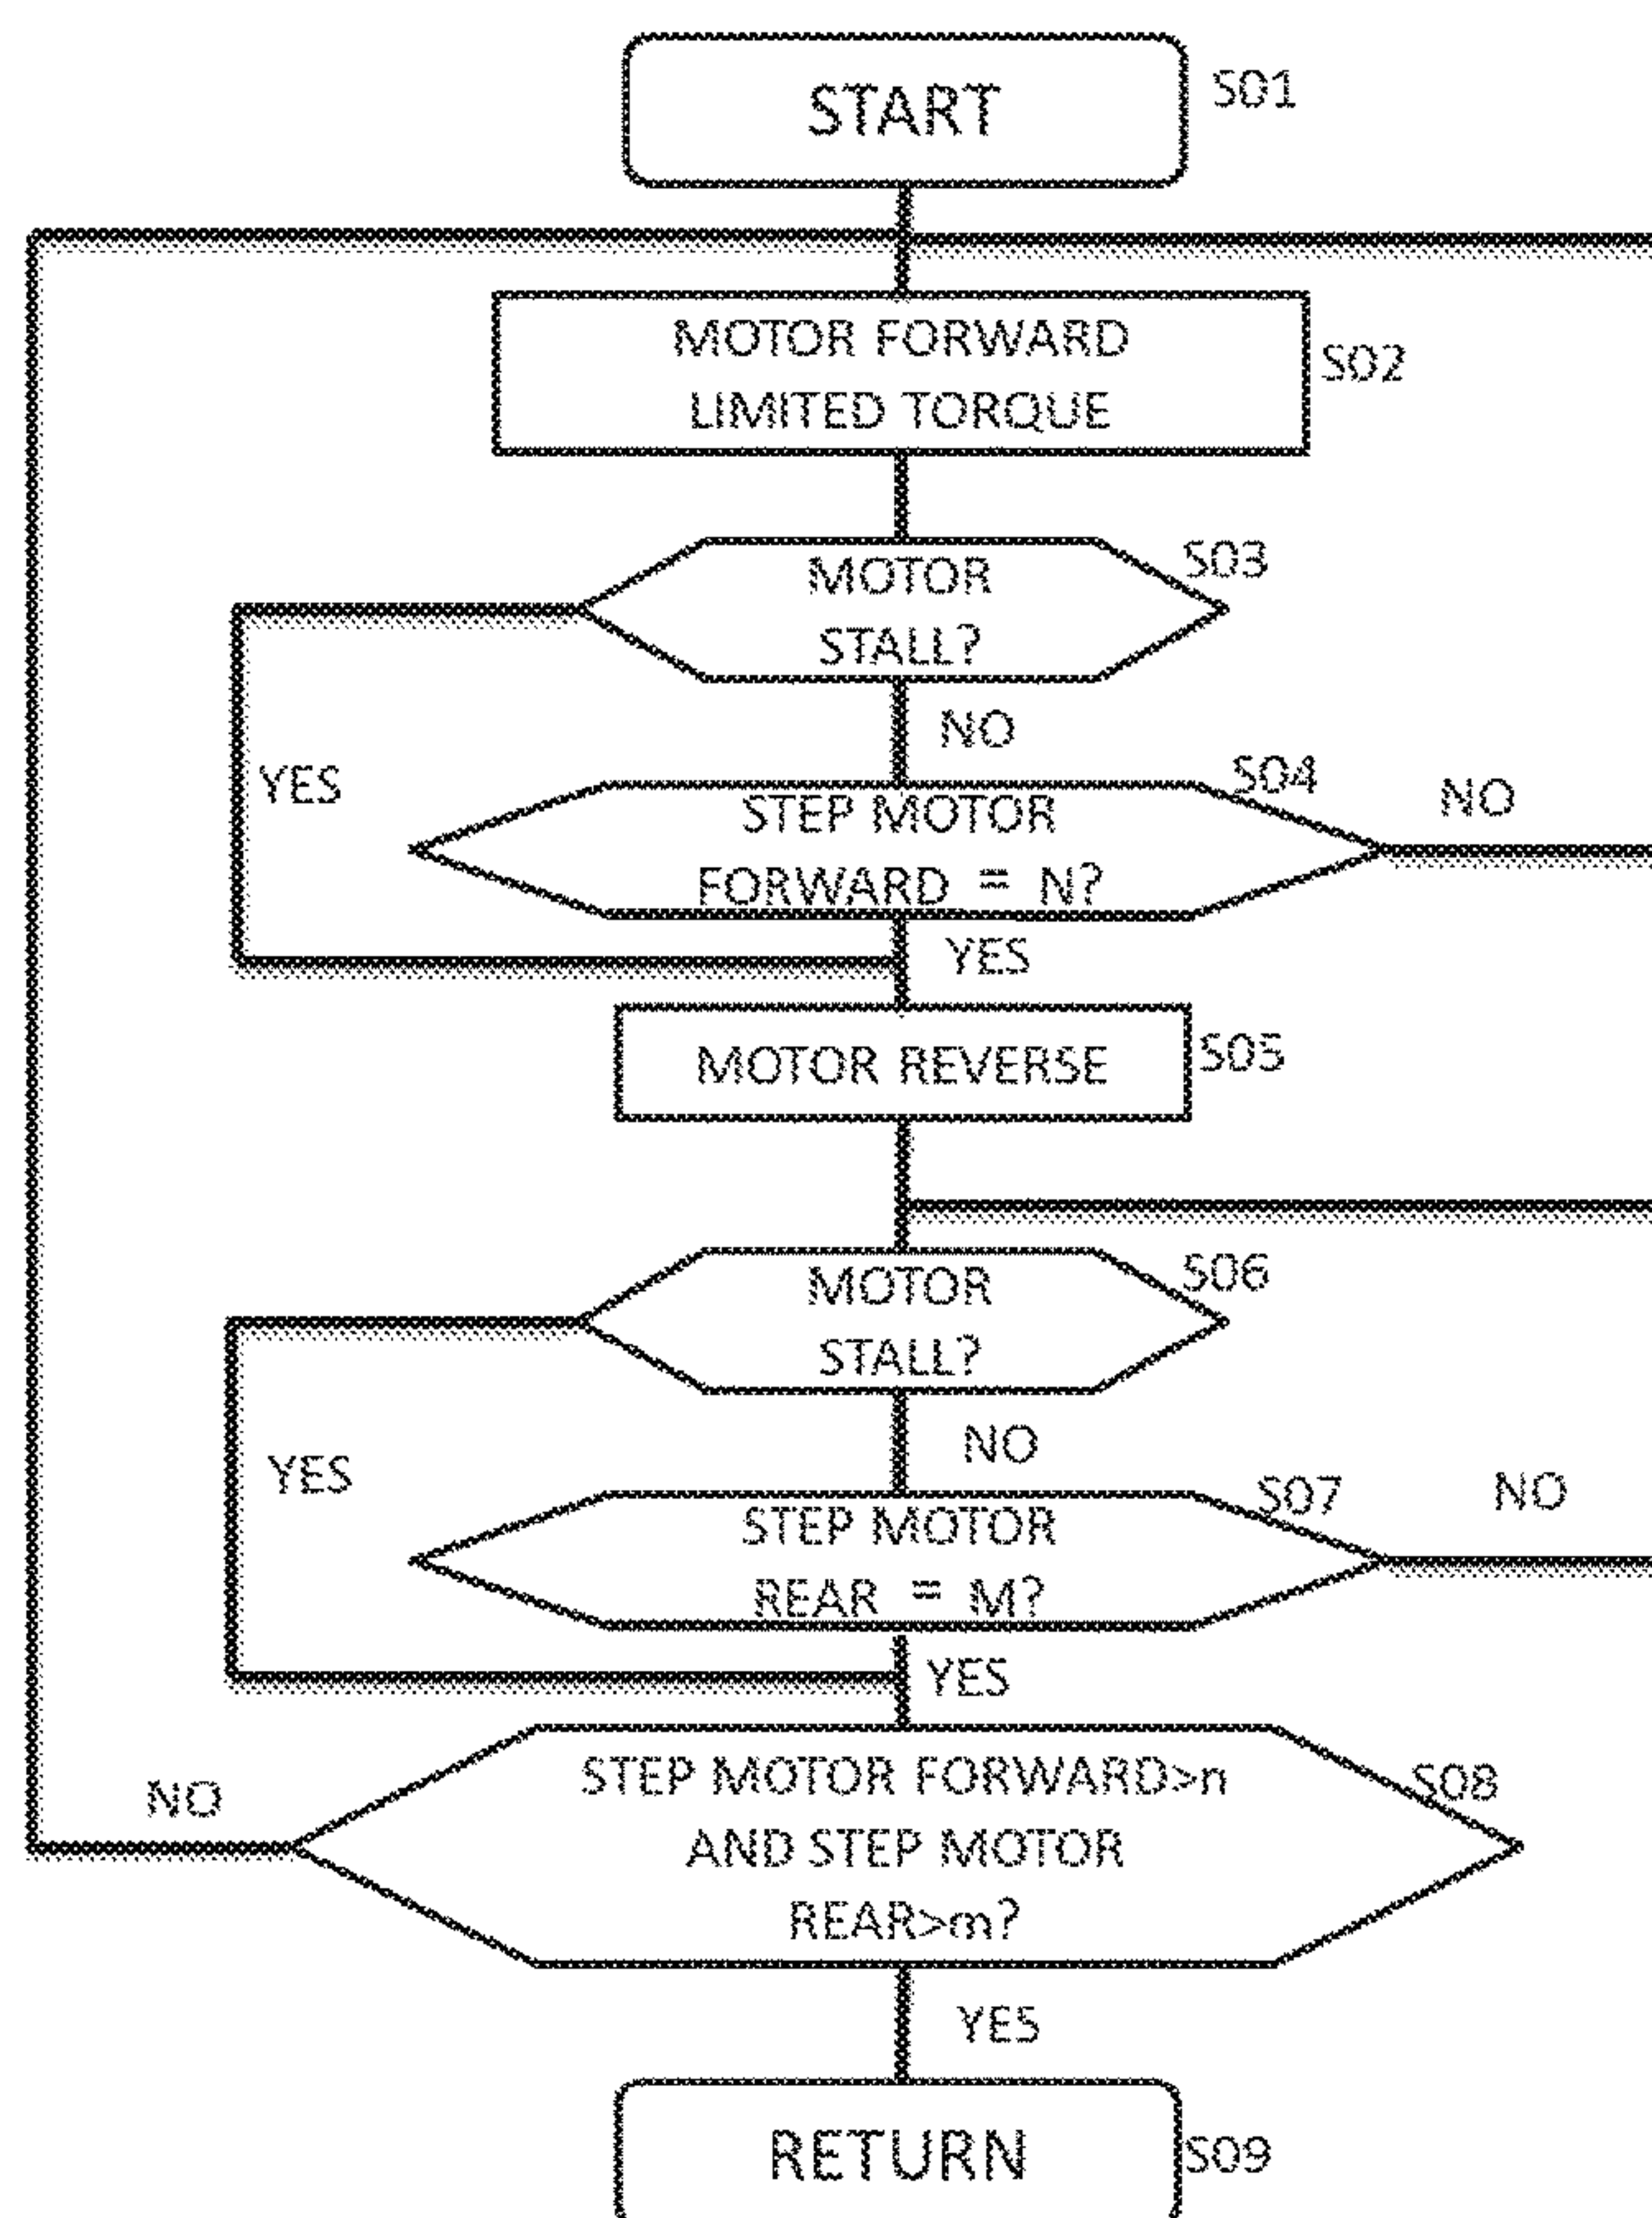 START
S01
MOTOR FORWARD
LIMITED TORQUE
S02
MOTOR
STALL?
S03
NO
YES
STEP MOTOR
FORWARD = N?
S04
NO
YES
MOTOR REVERSE
S05
MOTOR
STALL?
S06
NO
YES
STEP MOTOR
REAR = M?
S07
NO
YES
STEP MOTOR FORWARD>n
AND STEP MOTOR
REAR>m?
S08
NO
YES
RETURN
S09